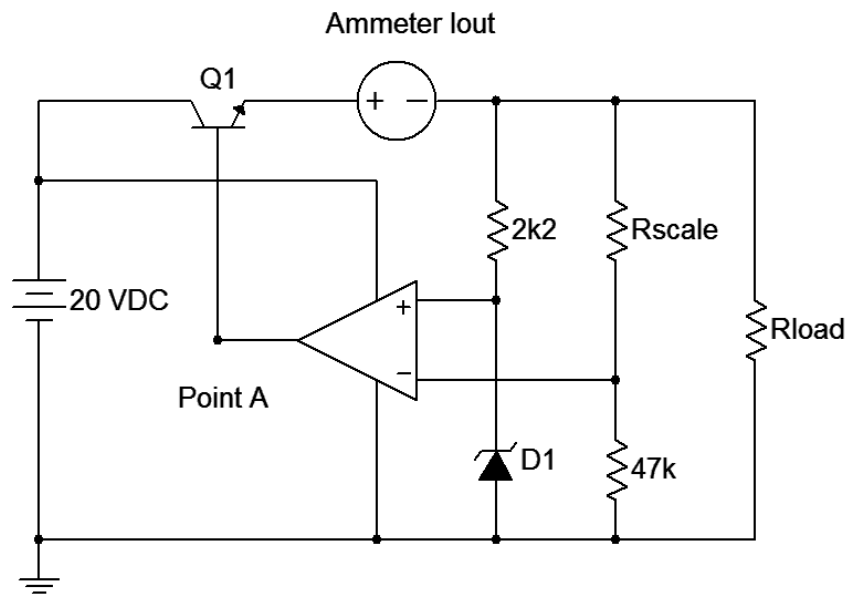 Ammeter Iout
Q1
+ −
2k2
Rscale
20 VDC
+
Rload
−
Point A
D1
47k